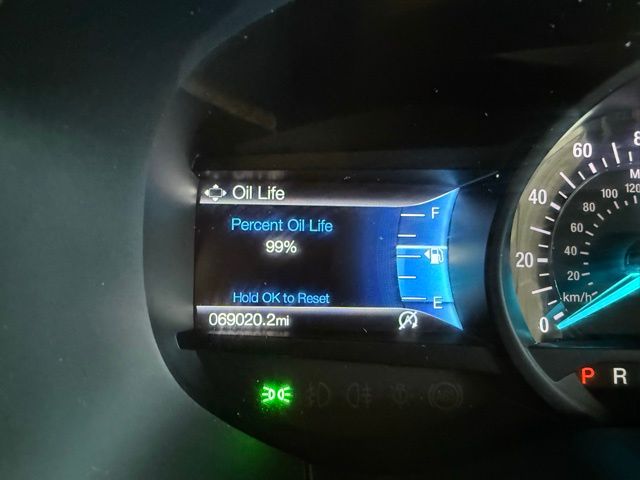 Oil Life
Percent Oil Life
99%
Hold OK to Reset
069020.2mi
F
E
60
40
20
0
100
120
80
60
40
20
km/h
P R